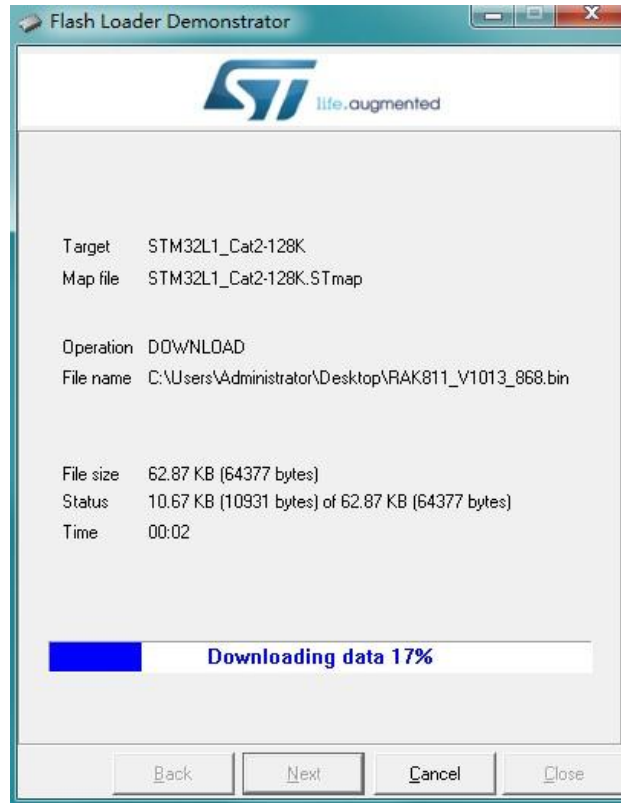 Flash Loader Demonstrator
ST life.augmented
Target STM32L1_Cat2-128K
Map file STM32L1_Cat2-128K.STmap
Operation DOWNLOAD
File name C:\Users\Administrator\Desktop\RAK811_V1013_868.bin
File size 62.87 KB (64377 bytes)
Status 10.67 KB (10931 bytes) of 62.87 KB (64377 bytes)
Time 00:02
Downloading data 17%
Back Next Cancel Close